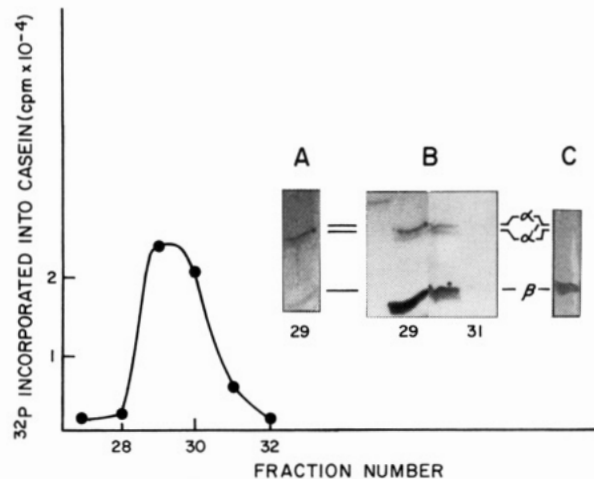 ³²P INCORPORATED INTO CASEIN (cpm x 10⁻⁴)
2
1
28 30 32
FRACTION NUMBER
A B C
α
α′
β
29 29 31